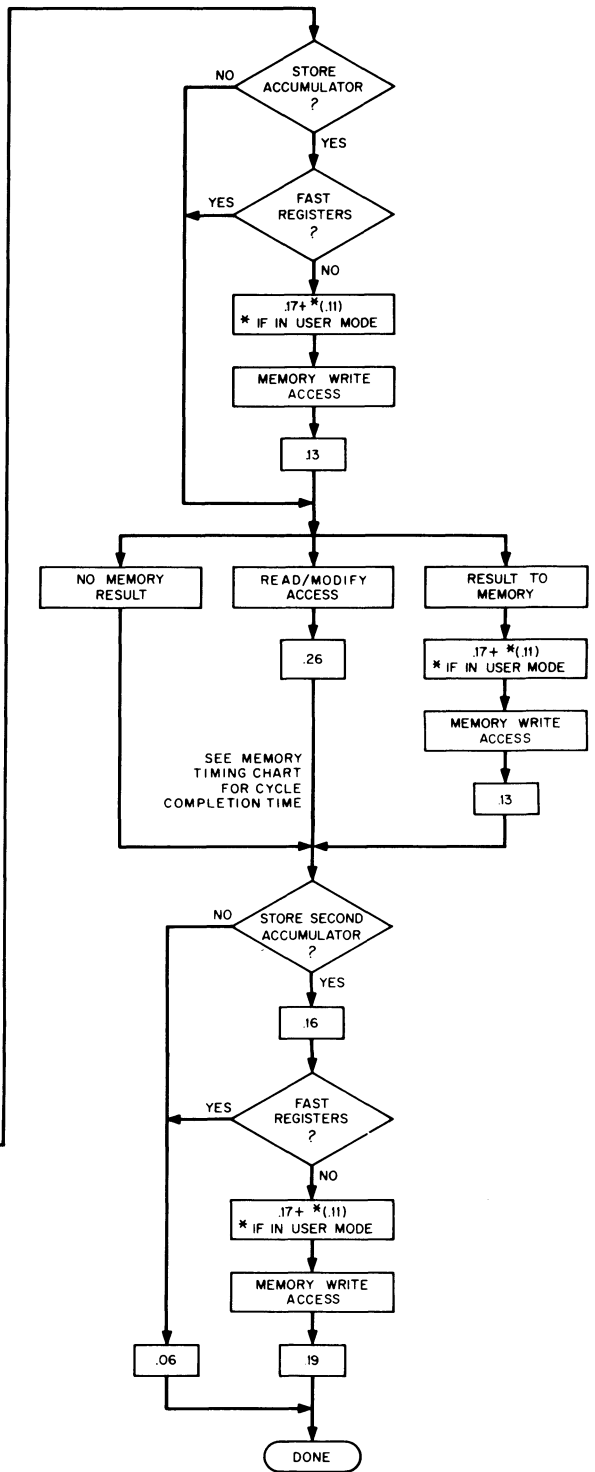 STORE
ACCUMULATOR
?
NO
YES
FAST
REGISTERS
?
YES
NO
.17+ *(.11)
* IF IN USER MODE
MEMORY WRITE
ACCESS
.13
NO MEMORY
RESULT
READ/MODIFY
ACCESS
RESULT TO
MEMORY
.26
.17+ *(.11)
* IF IN USER MODE
MEMORY WRITE
ACCESS
.13
SEE MEMORY
TIMING CHART
FOR CYCLE
COMPLETION TIME
STORE SECOND
ACCUMULATOR
?
NO
YES
.16
FAST
REGISTERS
?
YES
NO
.17+ *(.11)
* IF IN USER MODE
MEMORY WRITE
ACCESS
.06
.19
DONE